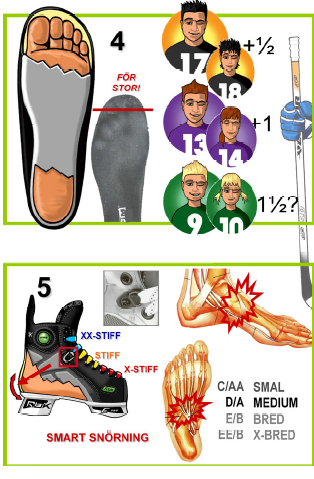 4
FÖR
STOR!
17
18
+½
13
14
+1
9
10
1½?
5
XX-STIFF
STIFF
X-STIFF
SMART SNÖRNING
C/AA SMAL
D/A MEDIUM
E/B BRED
EE/B X-BRED